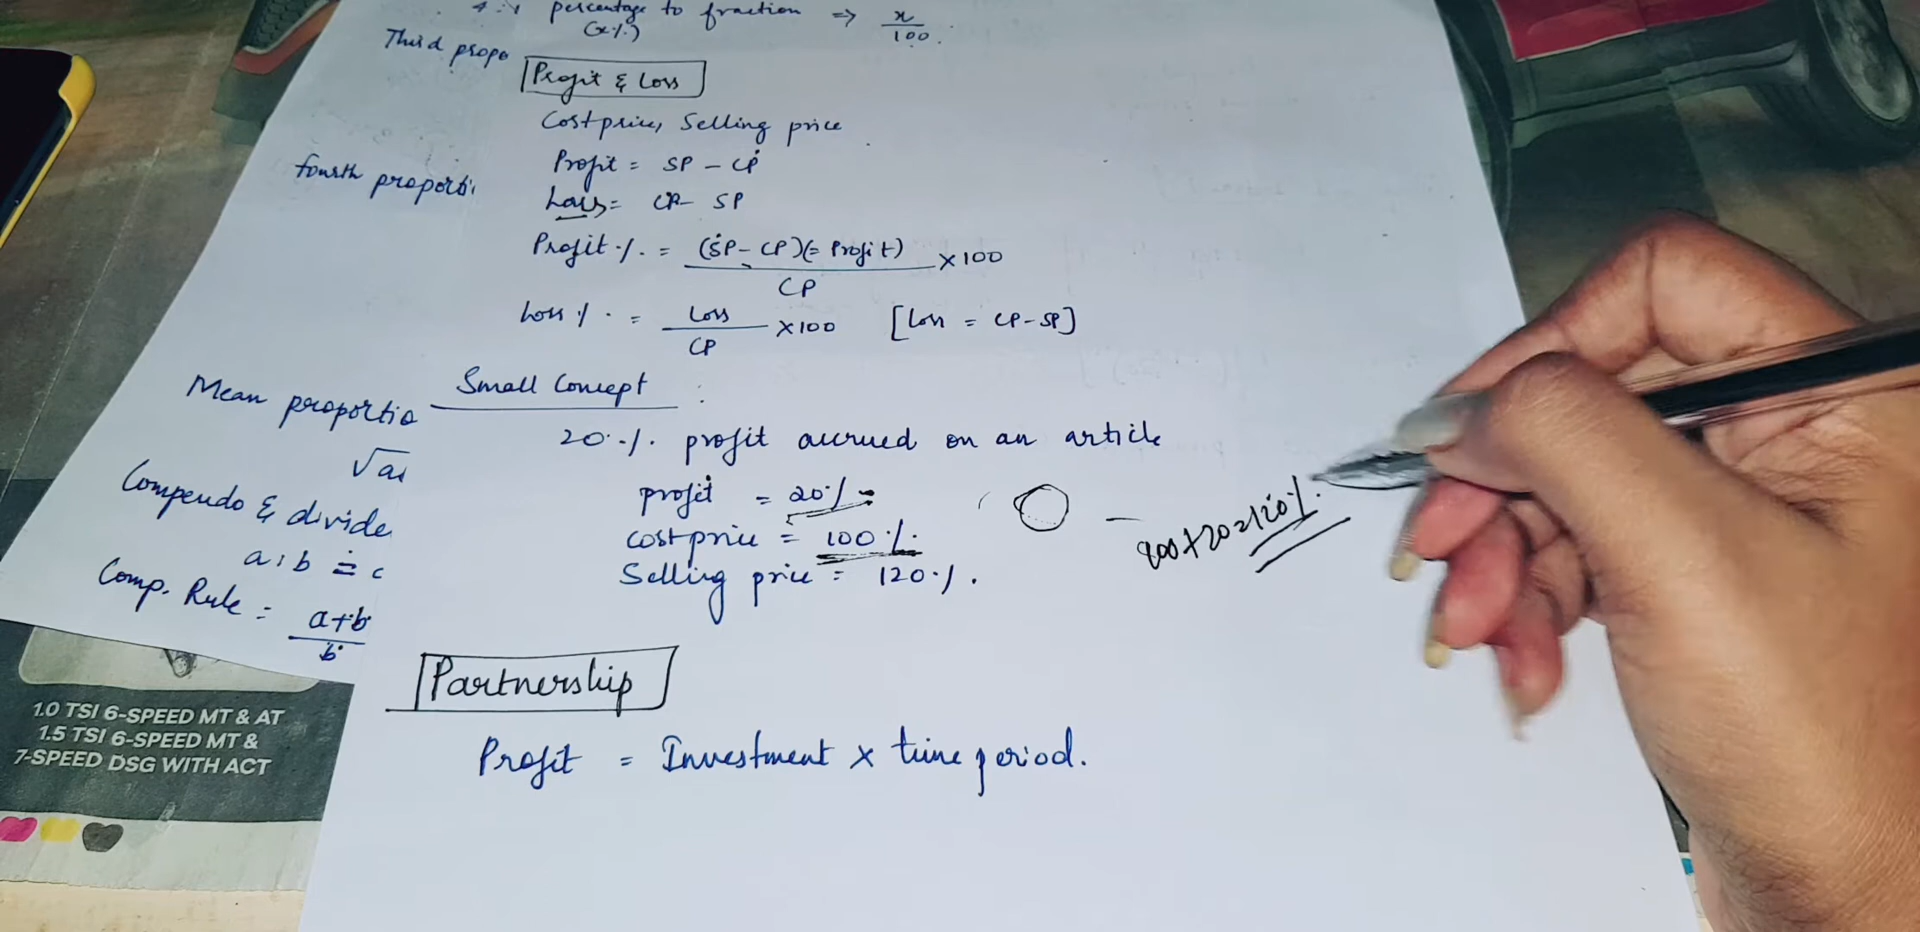 percentage to fraction => x/100.
(x%)
Third propo
Profit & Loss
Cost price, Selling price
Profit = SP - CP
fourth proporti
Loss = CP - SP
Profit % = (SP - CP)(= Profit) / CP × 100
Loss % = Loss / CP × 100 [Loss = CP - SP]
Small Concept :
Mean proportio
20 % profit accrued on an article
√a
profit = 20 %
Compendo & divide
cost price = 100 %.
100+20=120%.
a : b = c
Selling price = 120 %.
Comp. Rule = a+b / b
Partnership
Profit = Investment × time period.
1.0 TSI 6-SPEED MT & AT
1.5 TSI 6-SPEED MT &
7-SPEED DSG WITH ACT